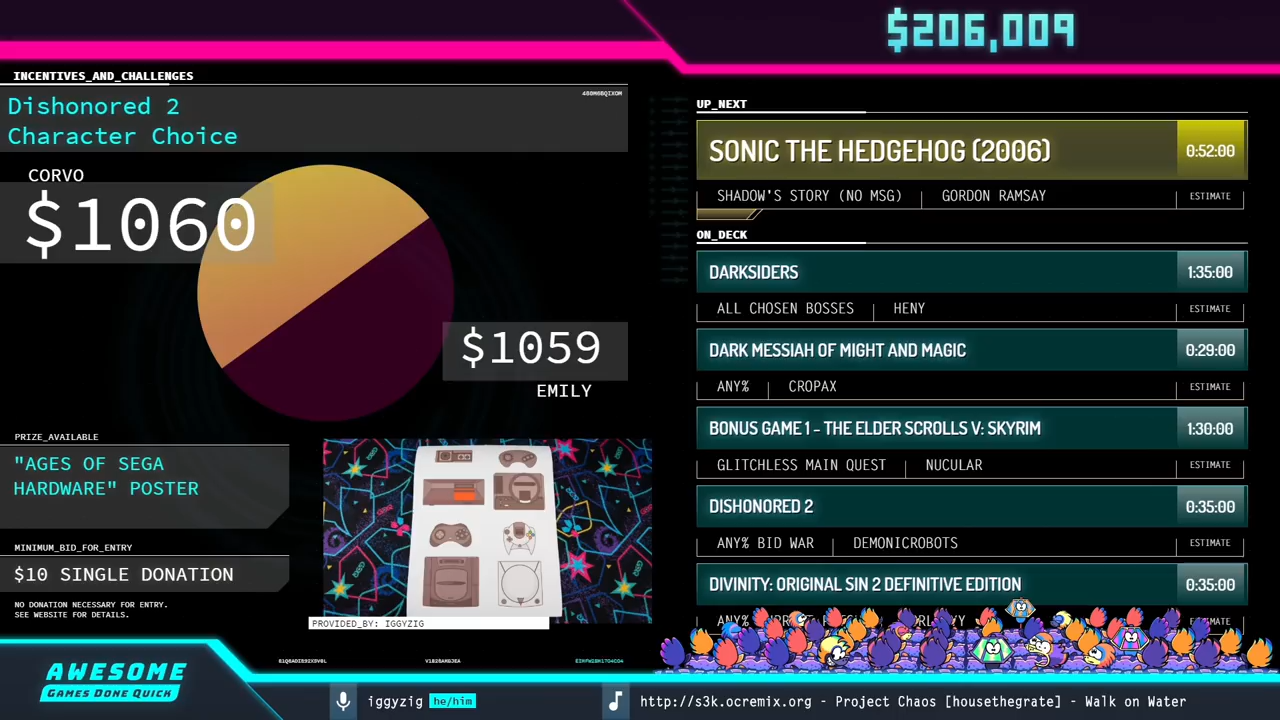 $206,009
INCENTIVES_AND_CHALLENGES
Dishonored 2
Character Choice
CORVO
$1060
$1059
EMILY
PRIZE_AVAILABLE
"AGES OF SEGA
HARDWARE" POSTER
MINIMUM_BID_FOR_ENTRY
$10 SINGLE DONATION
NO DONATION NECESSARY FOR ENTRY.
SEE WEBSITE FOR DETAILS.
PROVIDED_BY: IGGYZIG
UP_NEXT
SONIC THE HEDGEHOG (2006) 0:52:00
SHADOW'S STORY (NO MSG) GORDON RAMSAY ESTIMATE
ON_DECK
DARKSIDERS 1:35:00
ALL CHOSEN BOSSES HENY ESTIMATE
DARK MESSIAH OF MIGHT AND MAGIC 0:29:00
ANY% CROPAX ESTIMATE
BONUS GAME 1 - THE ELDER SCROLLS V: SKYRIM 1:30:00
GLITCHLESS MAIN QUEST NUCULAR ESTIMATE
DISHONORED 2 0:35:00
ANY% BID WAR DEMONICROBOTS ESTIMATE
DIVINITY: ORIGINAL SIN 2 DEFINITIVE EDITION 0:35:00
ANY% ESTIMATE
AWESOME
GAMES DONE QUICK
iggyzig he/him
http://s3k.ocremix.org - Project Chaos [housethegrate] - Walk on Water